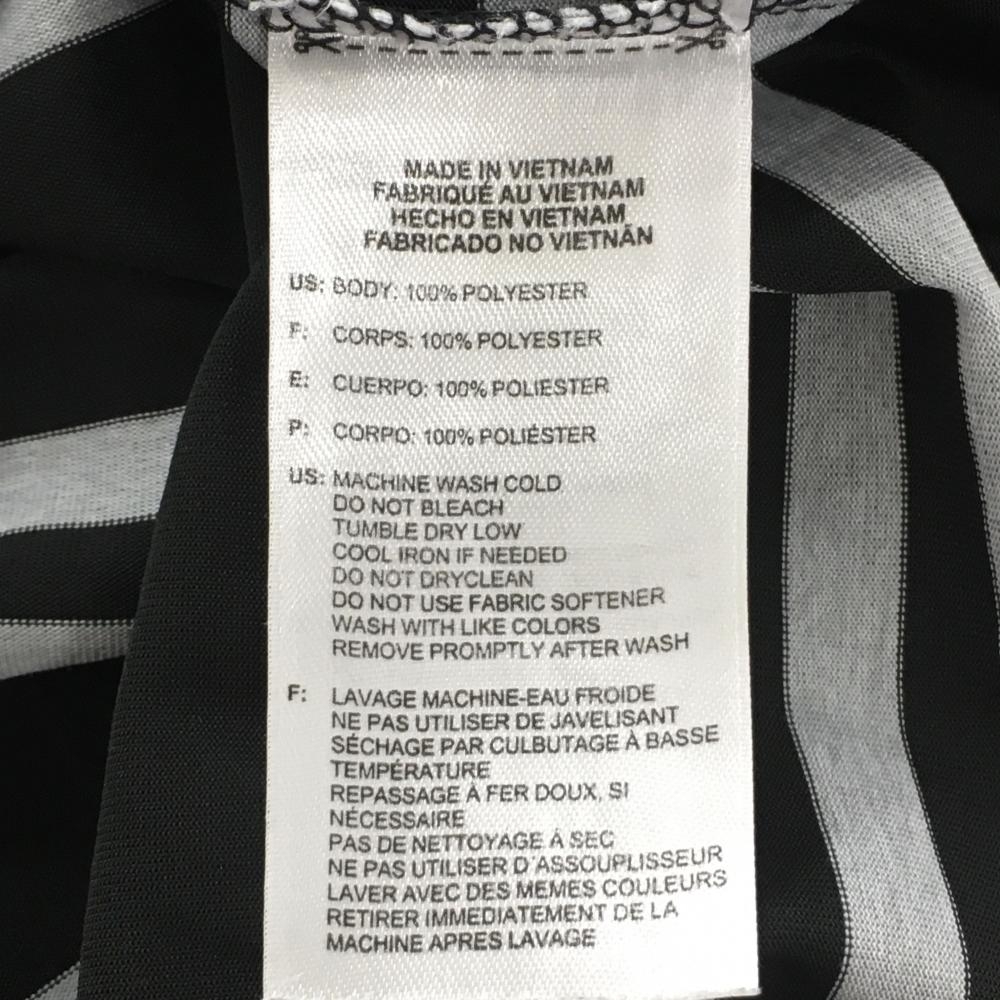 MADE IN VIETNAM
FABRIQUÉ AU VIETNAM
HECHO EN VIETNAM
FABRICADO NO VIETNÃN
US: BODY: 100% POLYESTER
F: CORPS: 100% POLYESTER
E: CUERPO: 100% POLIESTER
P: CORPO: 100% POLIÉSTER
US: MACHINE WASH COLD
DO NOT BLEACH
TUMBLE DRY LOW
COOL IRON IF NEEDED
DO NOT DRYCLEAN
DO NOT USE FABRIC SOFTENER
WASH WITH LIKE COLORS
REMOVE PROMPTLY AFTER WASH
F: LAVAGE MACHINE-EAU FROIDE
NE PAS UTILISER DE JAVELISANT
SÉCHAGE PAR CULBUTAGE À BASSE
TEMPÉRATURE
REPASSAGE À FER DOUX, SI
NÉCESSAIRE
PAS DE NETTOYAGE À SEC
NE PAS UTILISER D'ASSOUPLISSEUR
LAVER AVEC DES MEMES COULEURS
RETIRER IMMEDIATEMENT DE LA
MACHINE APRES LAVAGE